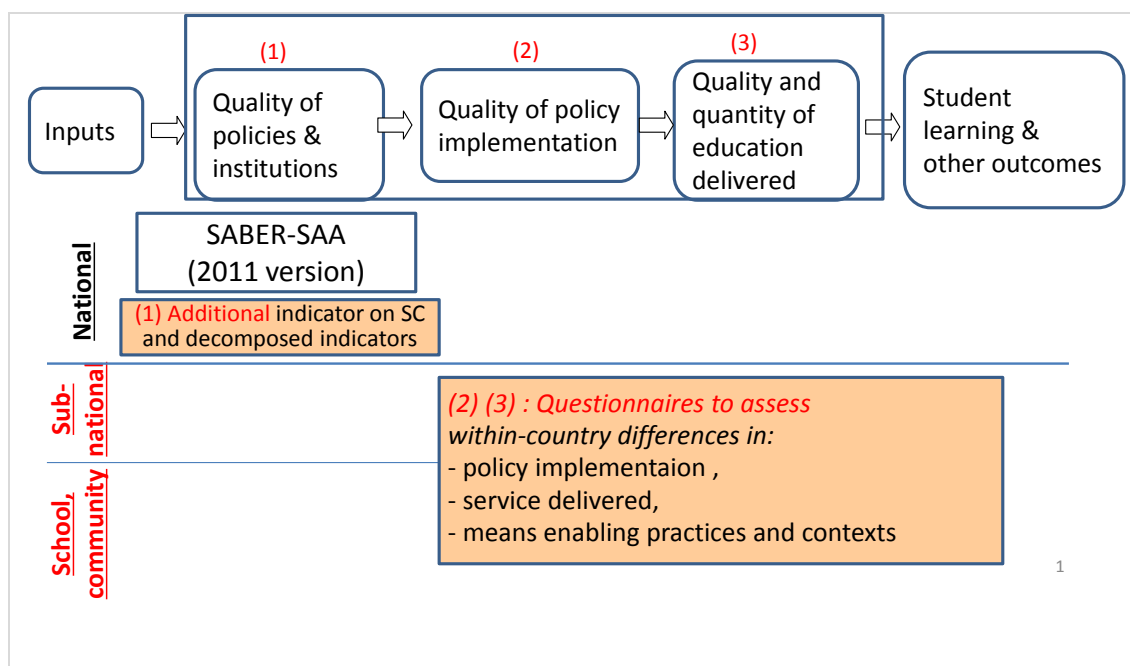 (1)
(2)
(3)
Inputs
Quality of
policies &
institutions
Quality of policy
implementation
Quality and
quantity of
education
delivered
Student
learning &
other outcomes
National
SABER-SAA
(2011 version)
(1) Additional indicator on SC
and decomposed indicators
Sub-
national
School,
community
(2) (3) : Questionnaires to assess
within-country differences in:
- policy implementaion ,
- service delivered,
- means enabling practices and contexts
1